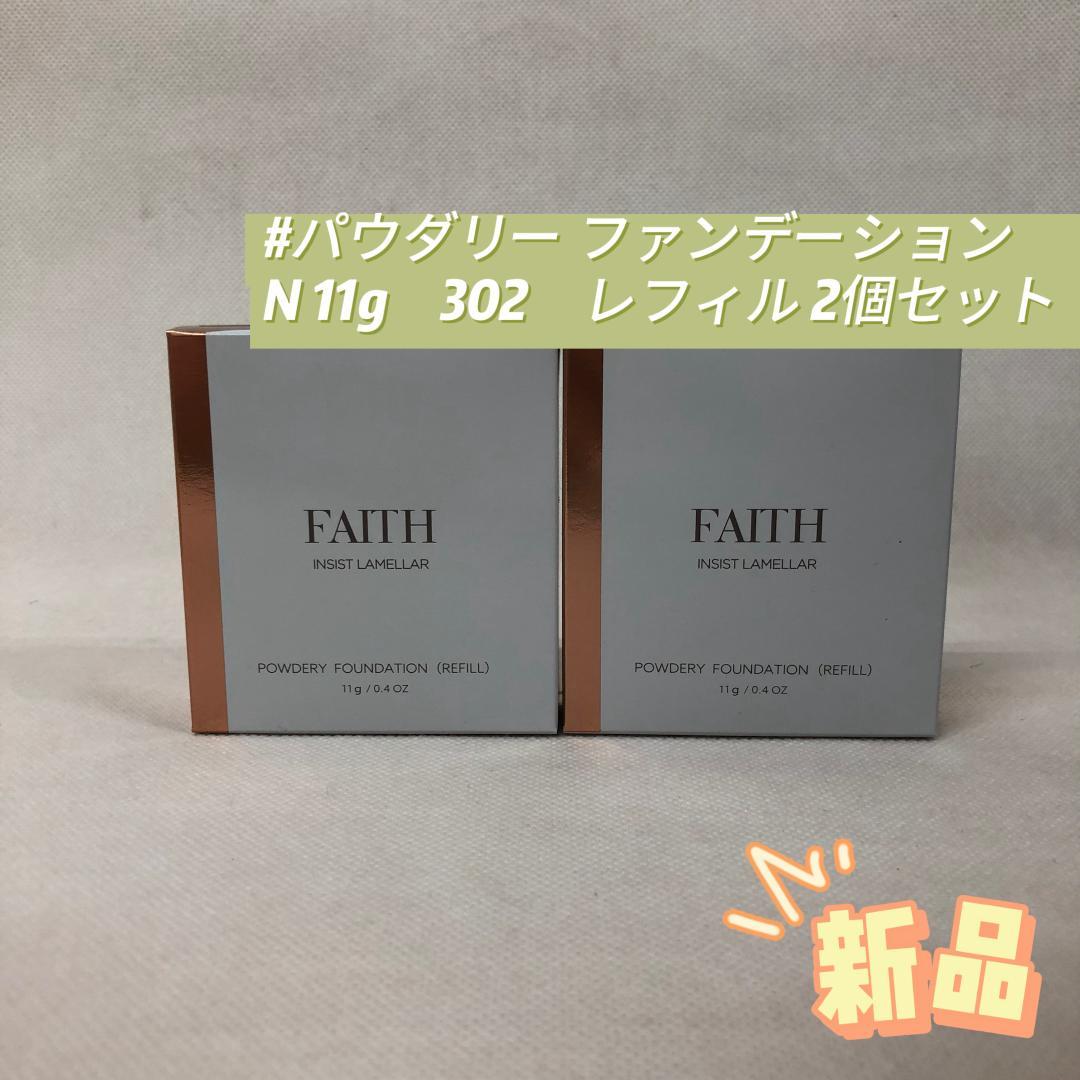 #パウダリー ファンデーション
N 11g　302　レフィル 2個セット
FAITH
INSIST LAMELLAR
POWDERY FOUNDATION (REFILL)
11g / 0.4 OZ
FAITH
INSIST LAMELLAR
POWDERY FOUNDATION (REFILL)
11g / 0.4 OZ
新品